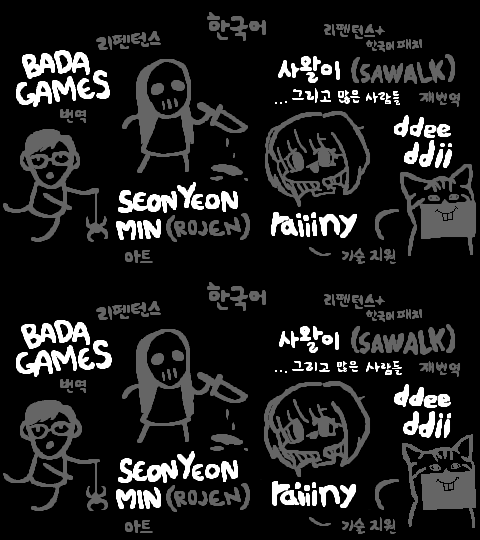 한국어
리펜턴스
BADA
GAMES
번역
SEONYEON
MIN (ROJEN)
아트
리펜턴스+
한국어 패치
사왈이 (SAWALK)
...그리고 많은 사람들 재번역
ddee
ddii
raiiiny
기술 지원
한국어
리펜턴스
BADA
GAMES
번역
SEONYEON
MIN (ROJEN)
아트
리펜턴스+
한국어 패치
사왈이 (SAWALK)
...그리고 많은 사람들 재번역
ddee
ddii
raiiiny
기술 지원